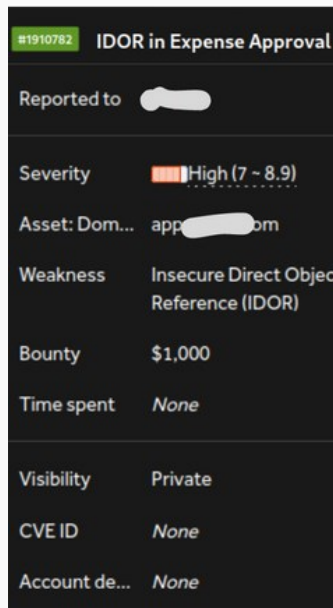 #1910782 IDOR in Expense Approval
Reported to
Severity High (7 ~ 8.9)
Asset: Dom... app om
Weakness Insecure Direct Objec
Reference (IDOR)
Bounty $1,000
Time spent None
Visibility Private
CVE ID None
Account de... None